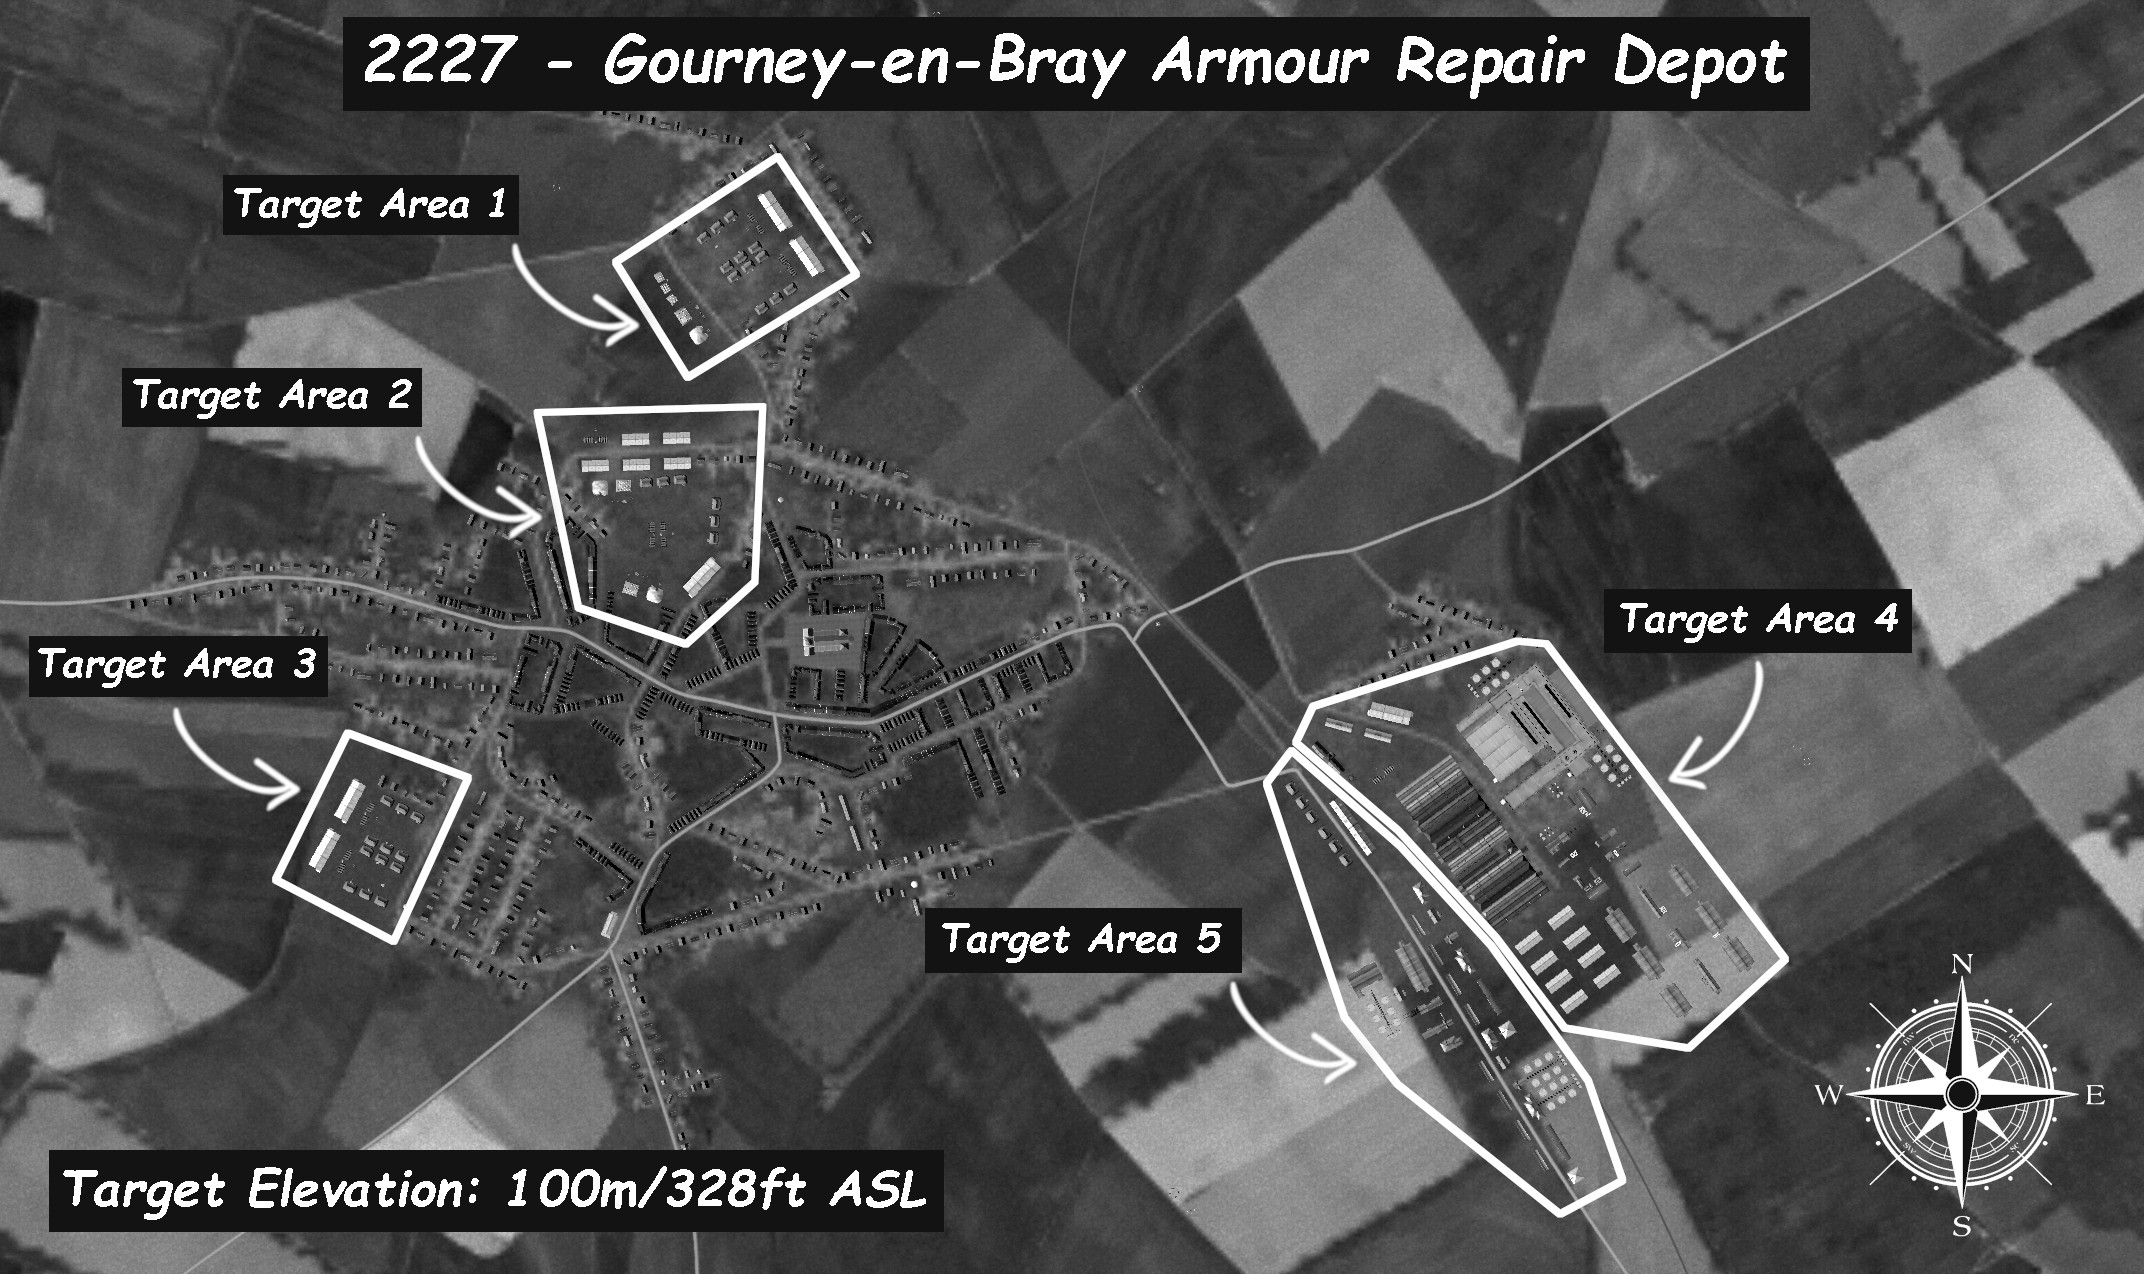 2227 - Gourney-en-Bray Armour Repair Depot
Target Area 1
Target Area 2
Target Area 3
Target Area 4
Target Area 5
Target Elevation: 100m/328ft ASL
N
W
E
S